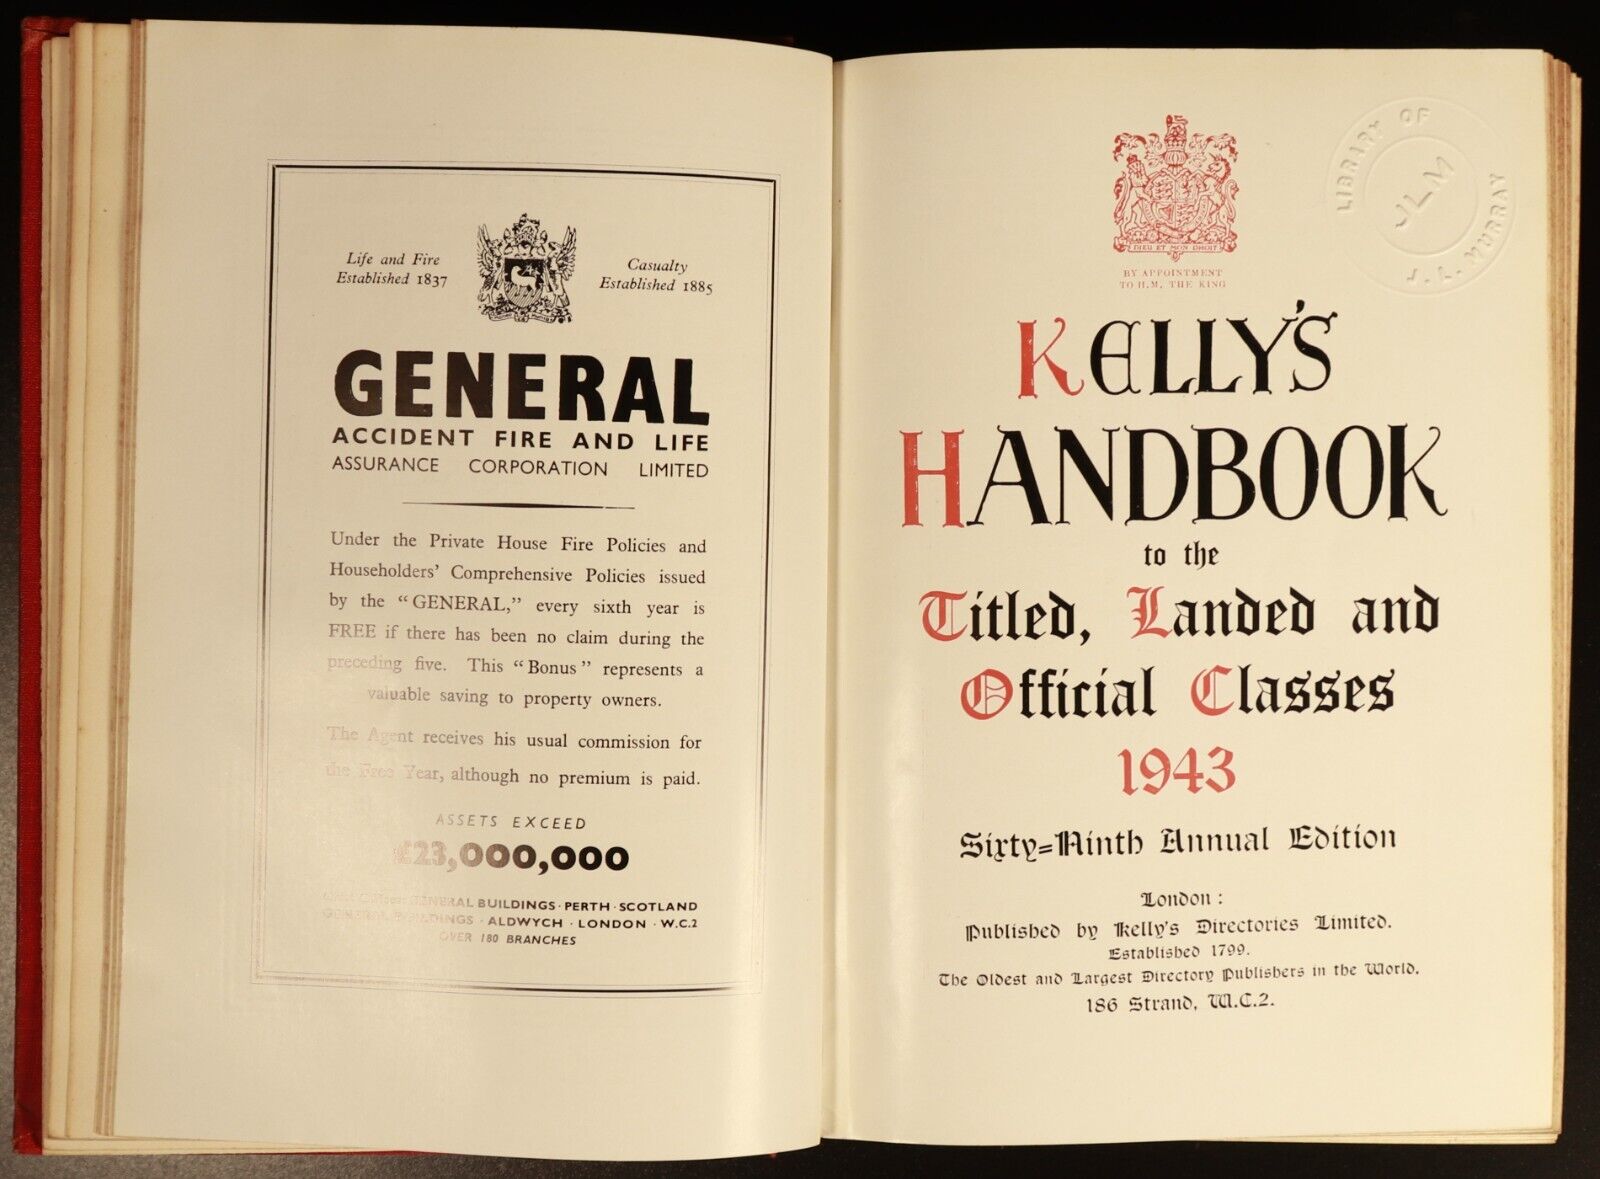 Life and Fire
Established 1837
Casualty
Established 1885
GENERAL
ACCIDENT FIRE AND LIFE
ASSURANCE CORPORATION LIMITED
Under the Private House Fire Policies and
Householders' Comprehensive Policies issued
by the "GENERAL," every sixth year is
FREE if there has been no claim during the
preceding five. This "Bonus" represents a
valuable saving to property owners.
The Agent receives his usual commission for
the Free Year, although no premium is paid.
ASSETS EXCEED
£23,000,000
GENERAL BUILDINGS · PERTH · SCOTLAND
GENERAL BUILDINGS · ALDWYCH · LONDON · W.C.2
OVER 180 BRANCHES
LIBRARY OF
JLM
J. L. MURRAY
DIEU ET MON DROIT
BY APPOINTMENT
TO H.M. THE KING
KELLY'S
HANDBOOK
to the
Titled, Landed and
Official Classes
1943
Sixty=Ninth Annual Edition
London:
Published by Kelly's Directories Limited.
Established 1799.
The Oldest and Largest Directory Publishers in the World.
186 Strand, W.C.2.